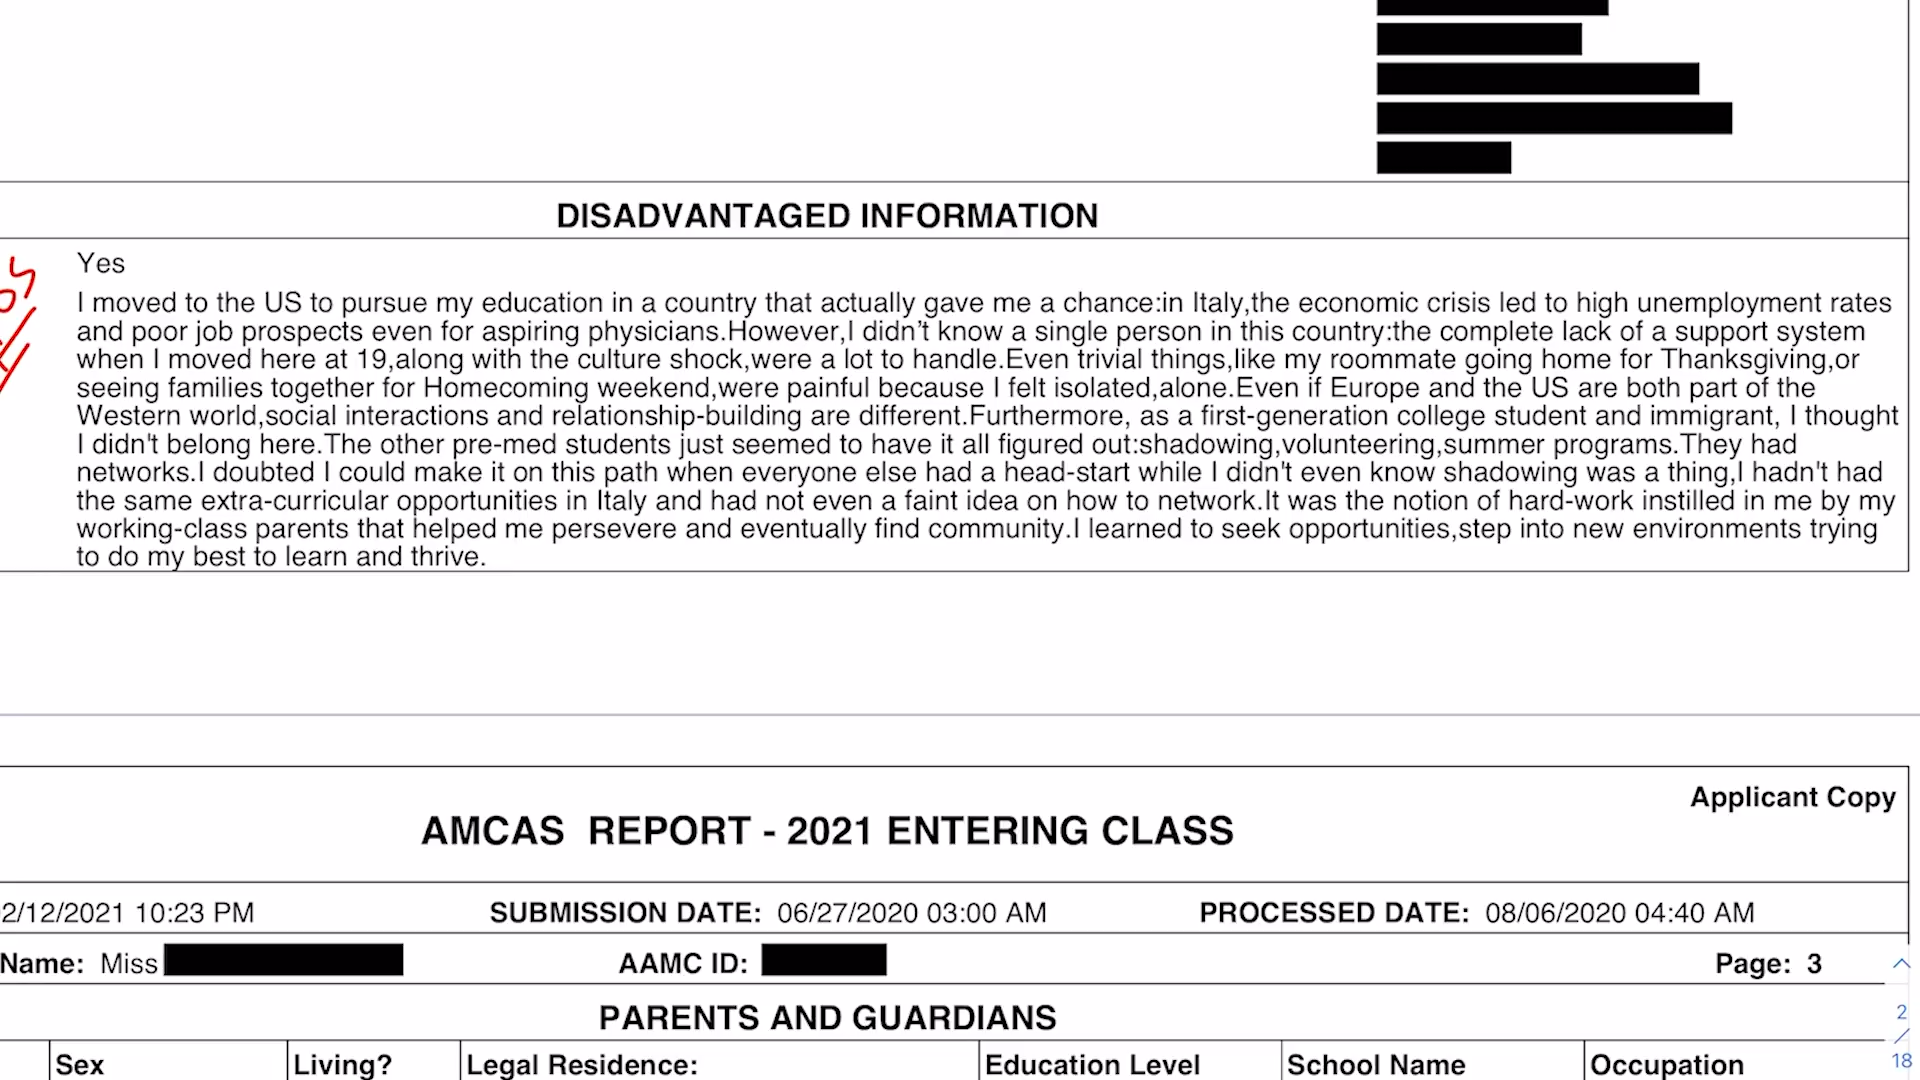 DISADVANTAGED INFORMATION
Yes
I moved to the US to pursue my education in a country that actually gave me a chance:in Italy,the economic crisis led to high unemployment rates
and poor job prospects even for aspiring physicians.However,I didn’t know a single person in this country:the complete lack of a support system
when I moved here at 19,along with the culture shock,were a lot to handle.Even trivial things,like my roommate going home for Thanksgiving,or
seeing families together for Homecoming weekend,were painful because I felt isolated,alone.Even if Europe and the US are both part of the
Western world,social interactions and relationship-building are different.Furthermore, as a first-generation college student and immigrant, I thought
I didn't belong here.The other pre-med students just seemed to have it all figured out:shadowing,volunteering,summer programs.They had
networks.I doubted I could make it on this path when everyone else had a head-start while I didn't even know shadowing was a thing,I hadn't had
the same extra-curricular opportunities in Italy and had not even a faint idea on how to network.It was the notion of hard-work instilled in me by my
working-class parents that helped me persevere and eventually find community.I learned to seek opportunities,step into new environments trying
to do my best to learn and thrive.
Applicant Copy
AMCAS REPORT - 2021 ENTERING CLASS
2/12/2021 10:23 PM SUBMISSION DATE: 06/27/2020 03:00 AM PROCESSED DATE: 08/06/2020 04:40 AM
Name: Miss AAMC ID: Page: 3
PARENTS AND GUARDIANS
2
/
18
Sex Living? Legal Residence: Education Level School Name Occupation